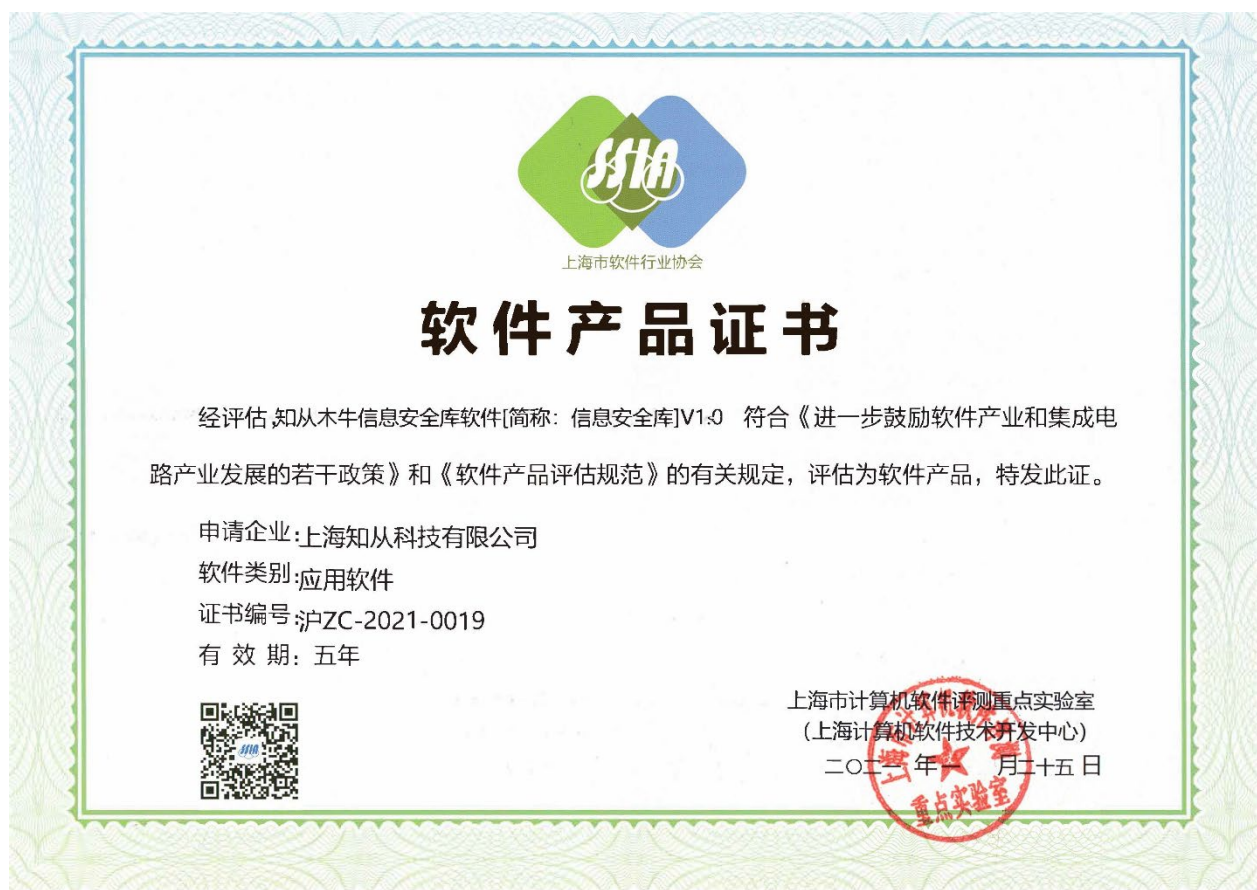 SSIA
上海市软件行业协会
软件产品证书
经评估,知从木牛信息安全库软件[简称：信息安全库]V1.0 符合《进一步鼓励软件产业和集成电
路产业发展的若干政策》和《软件产品评估规范》的有关规定，评估为软件产品，特发此证。
申请企业:上海知从科技有限公司
软件类别:应用软件
证书编号:沪ZC-2021-0019
有 效 期：五年
SSIA
上海市计算机软件评测重点实验室
（上海计算机软件技术开发中心）
二〇二一 年 一 月二十五 日
重点实验室